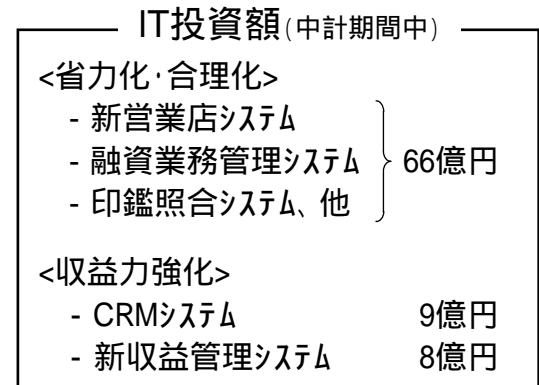 IT投資額(中計期間中)
<省力化･合理化>
- 新営業店ｼｽﾃﾑ
- 融資業務管理ｼｽﾃﾑ 66億円
- 印鑑照合ｼｽﾃﾑ、他
<収益力強化>
- CRMｼｽﾃﾑ 9億円
- 新収益管理ｼｽﾃﾑ 8億円